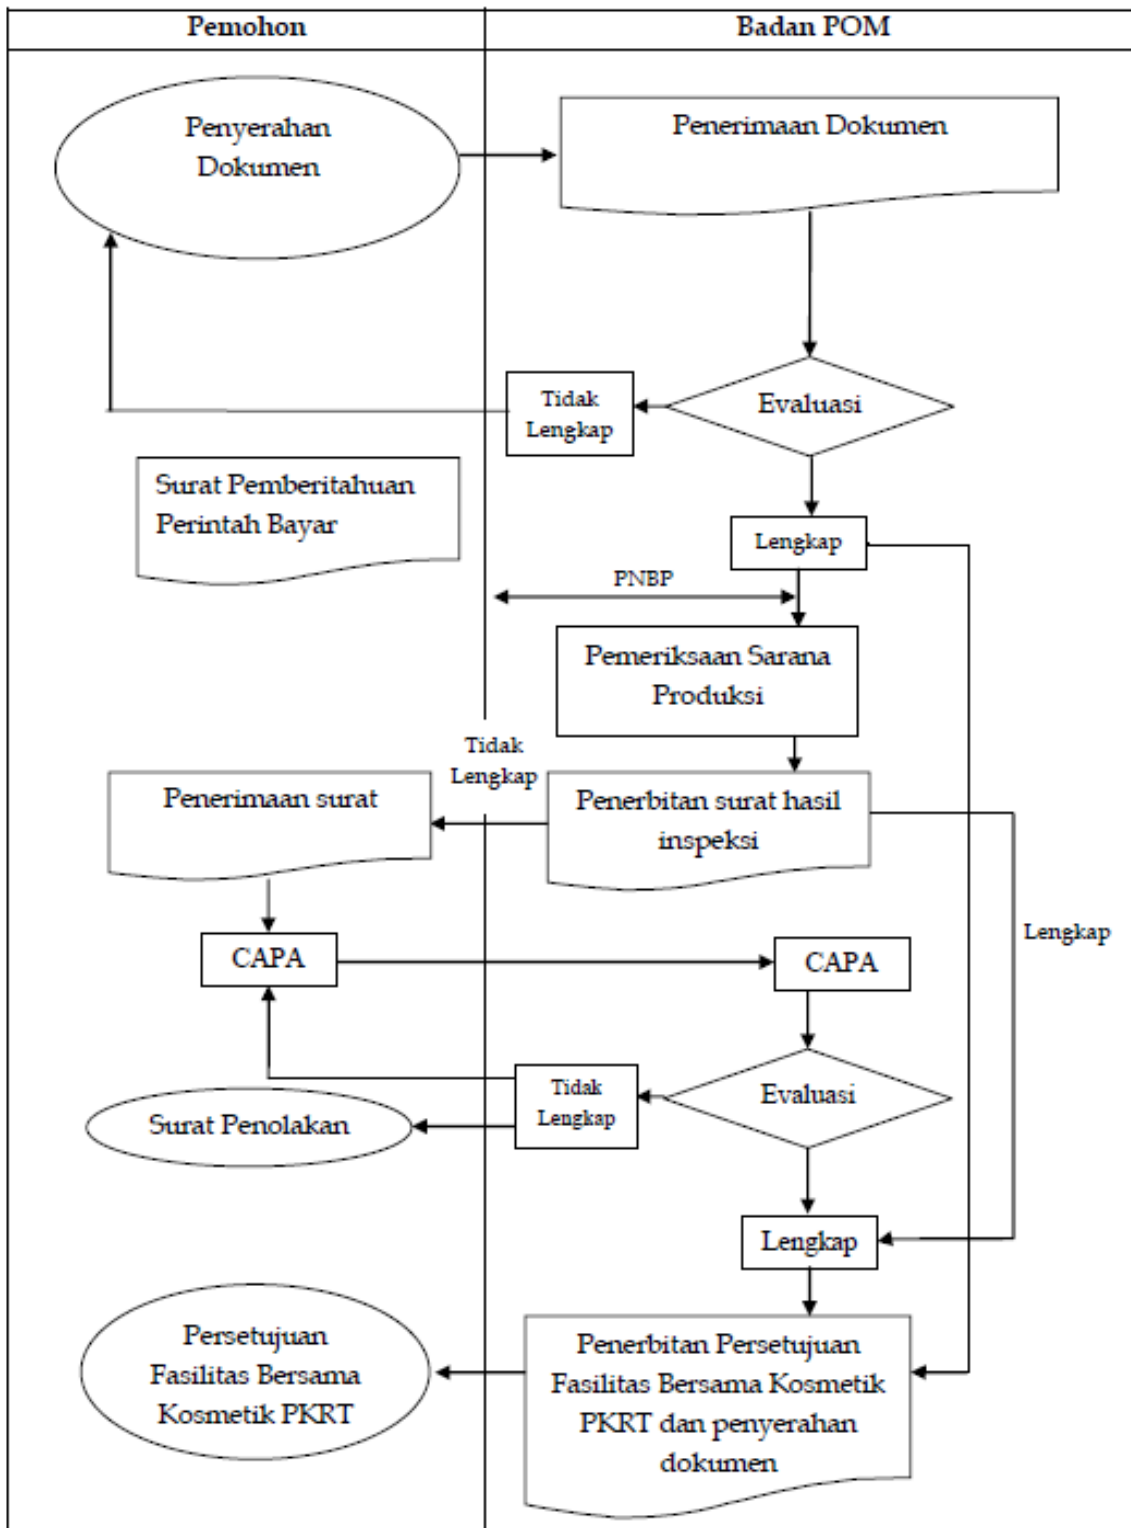 Pemohon
Badan POM
Penyerahan
Dokumen
Penerimaan Dokumen
Evaluasi
Tidak
Lengkap
Surat Pemberitahuan
Perintah Bayar
Lengkap
PNBP
Pemeriksaan Sarana
Produksi
Tidak
Lengkap
Penerimaan surat
Penerbitan surat hasil
inspeksi
Lengkap
CAPA
CAPA
Evaluasi
Tidak
Lengkap
Surat Penolakan
Lengkap
Persetujuan
Fasilitas Bersama
Kosmetik PKRT
Penerbitan Persetujuan
Fasilitas Bersama Kosmetik
PKRT dan penyerahan
dokumen